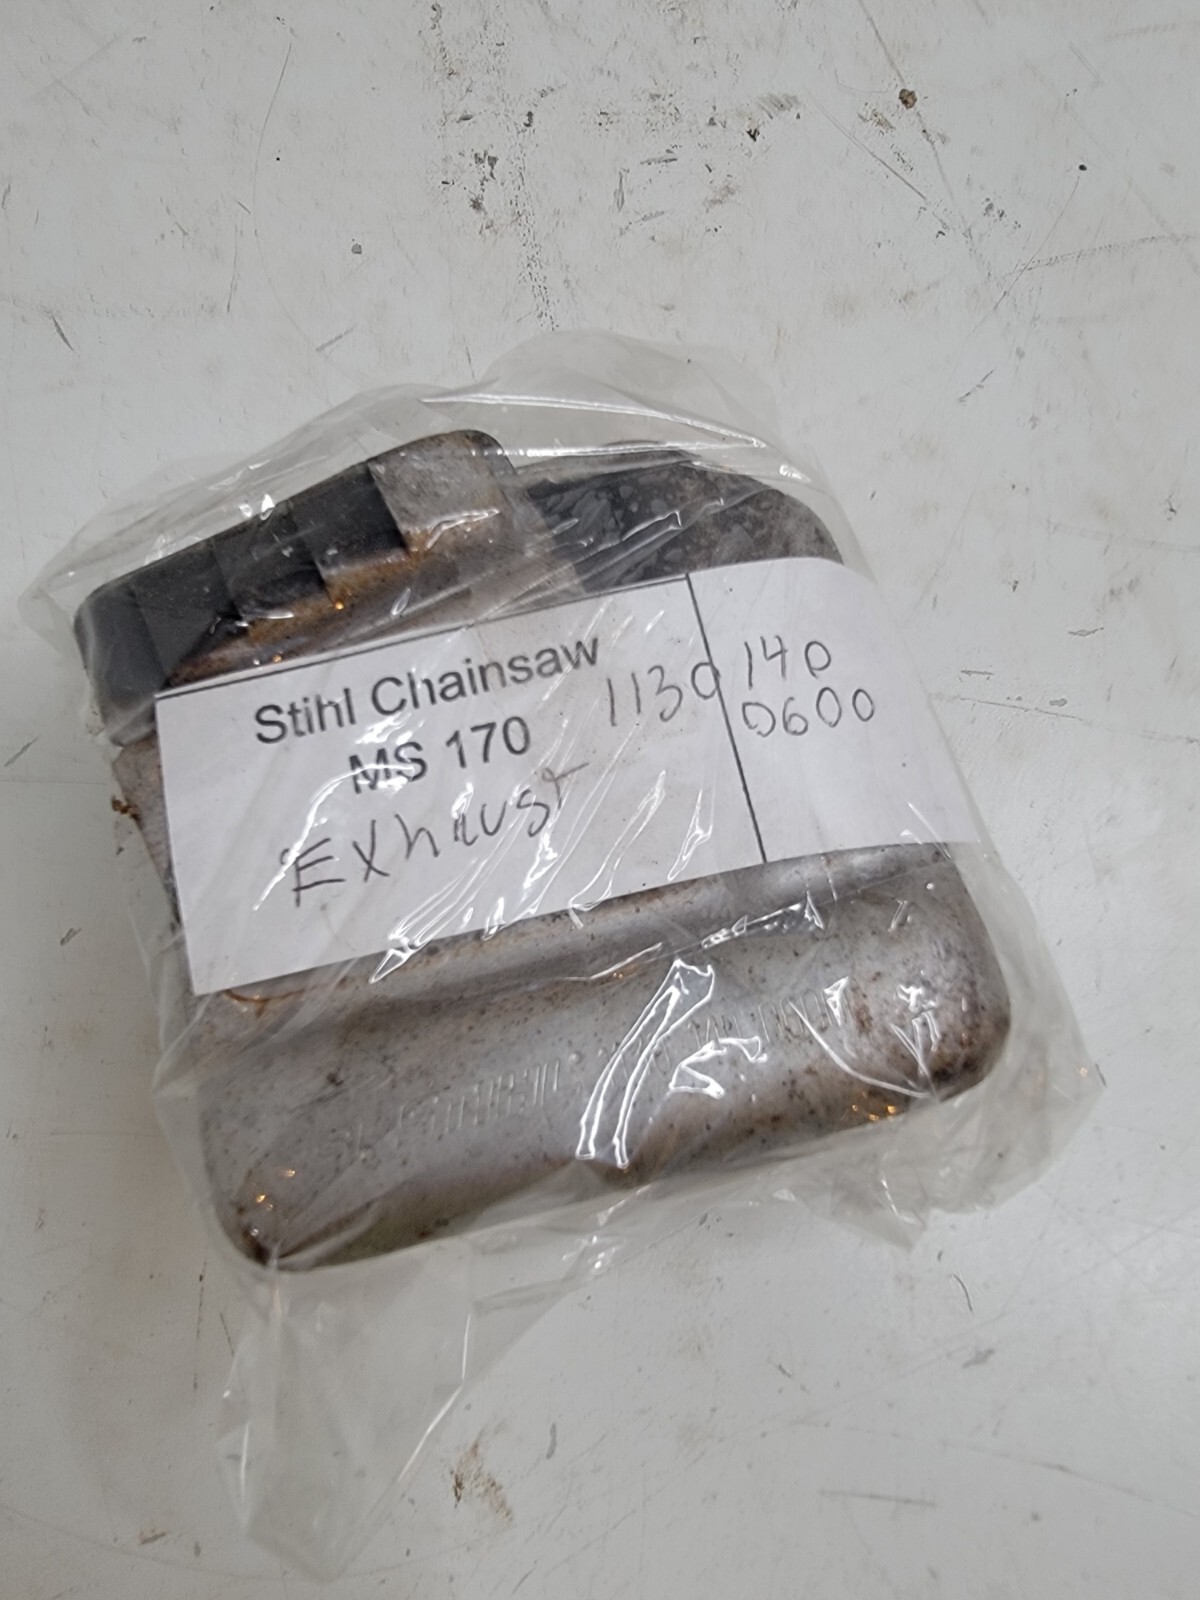 Stihl Chainsaw
MS 170
Exhaust
1130 140
0600